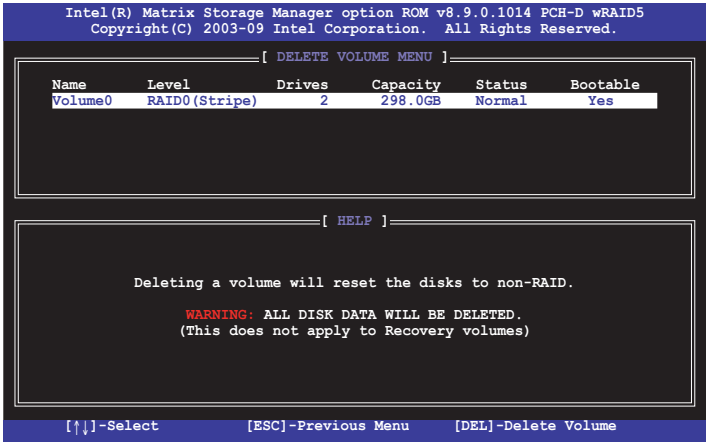 Intel(R) Matrix Storage Manager option ROM v8.9.0.1014 PCH-D wRAID5
Copyright(C) 2003-09 Intel Corporation. All Rights Reserved.
[ DELETE VOLUME MENU ]
Name Level Drives Capacity Status Bootable
Volume0 RAID0(Stripe) 2 298.0GB Normal Yes
[ HELP ]
Deleting a volume will reset the disks to non-RAID.
WARNING: ALL DISK DATA WILL BE DELETED.
(This does not apply to Recovery volumes)
[↑↓]-Select [ESC]-Previous Menu [DEL]-Delete Volume